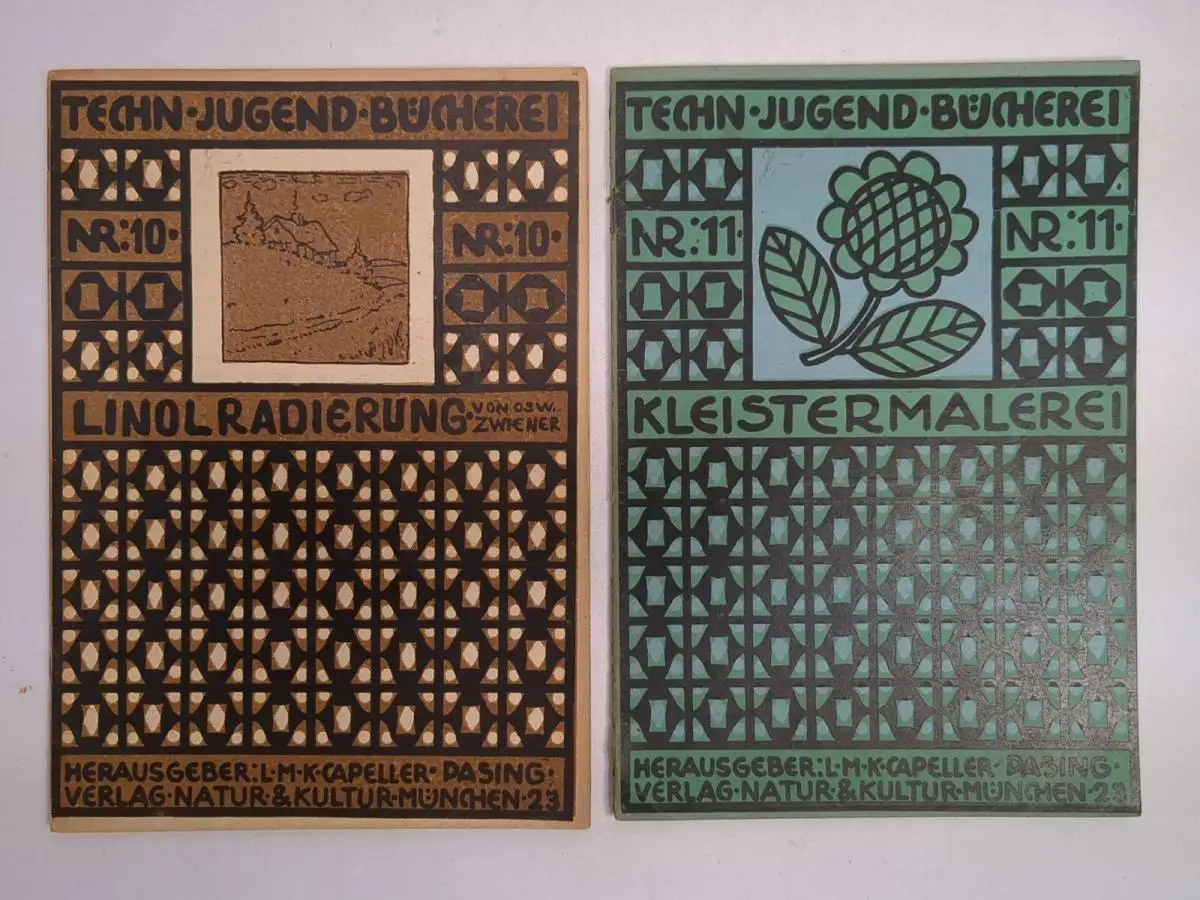 TECHN·JUGEND·BÜCHEREI
NR:10·
NR:10·
LINOLRADIERUNG·VON OSW.
ZWIENER
HERAUSGEBER:L·M·K·CAPELLER·PASING·
VERLAG·NATUR·&KULTUR·MÜNCHEN·23
TECHN·JUGEND·BÜCHEREI
NR:11·
NR:11·
KLEISTERMALEREI
HERAUSGEBER:L·M·K·CAPELLER·PASING·
VERLAG·NATUR·&KULTUR·MÜNCHEN·23